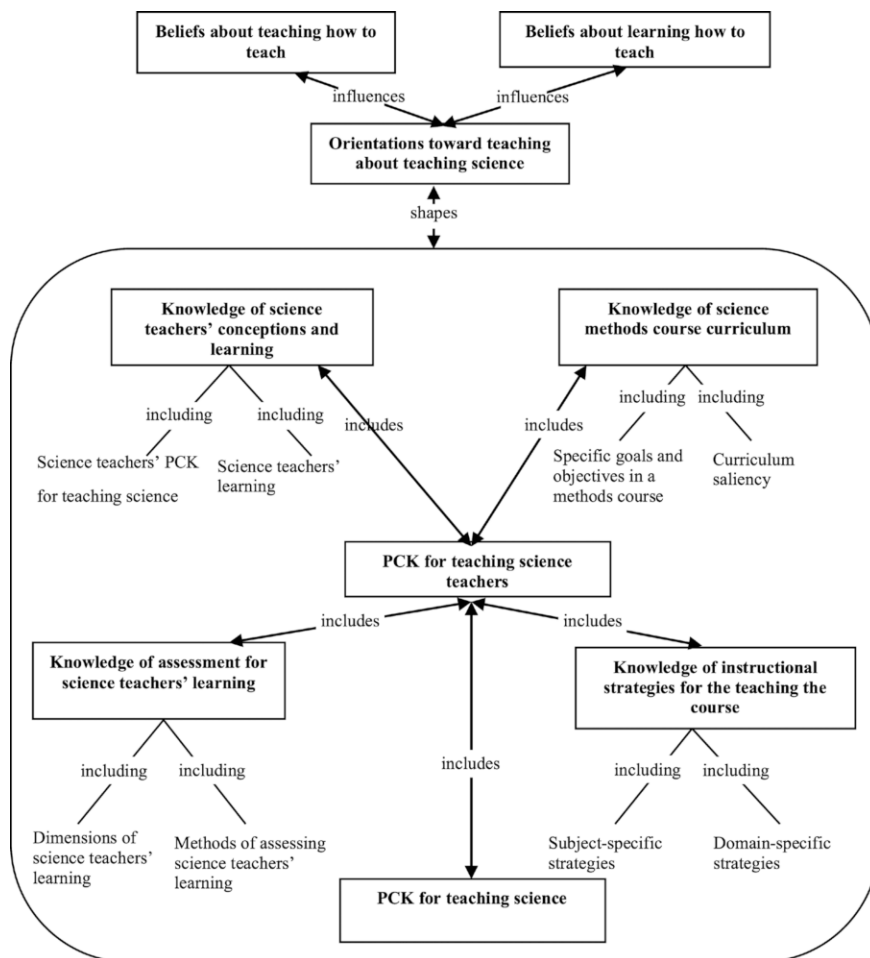 Beliefs about teaching how to
teach
Beliefs about learning how to
teach
influences
influences
Orientations toward teaching
about teaching science
shapes
Knowledge of science
teachers’ conceptions and
learning
Knowledge of science
methods course curriculum
including
including
includes
includes
including
including
Science teachers’ PCK
for teaching science
Science teachers’
learning
Specific goals and
objectives in a
methods course
Curriculum
saliency
PCK for teaching science
teachers
includes
includes
Knowledge of assessment for
science teachers’ learning
Knowledge of instructional
strategies for the teaching the
course
includes
including
including
including
including
Dimensions of
science teachers’
learning
Methods of assessing
science teachers’
learning
Subject-specific
strategies
Domain-specific
strategies
PCK for teaching science